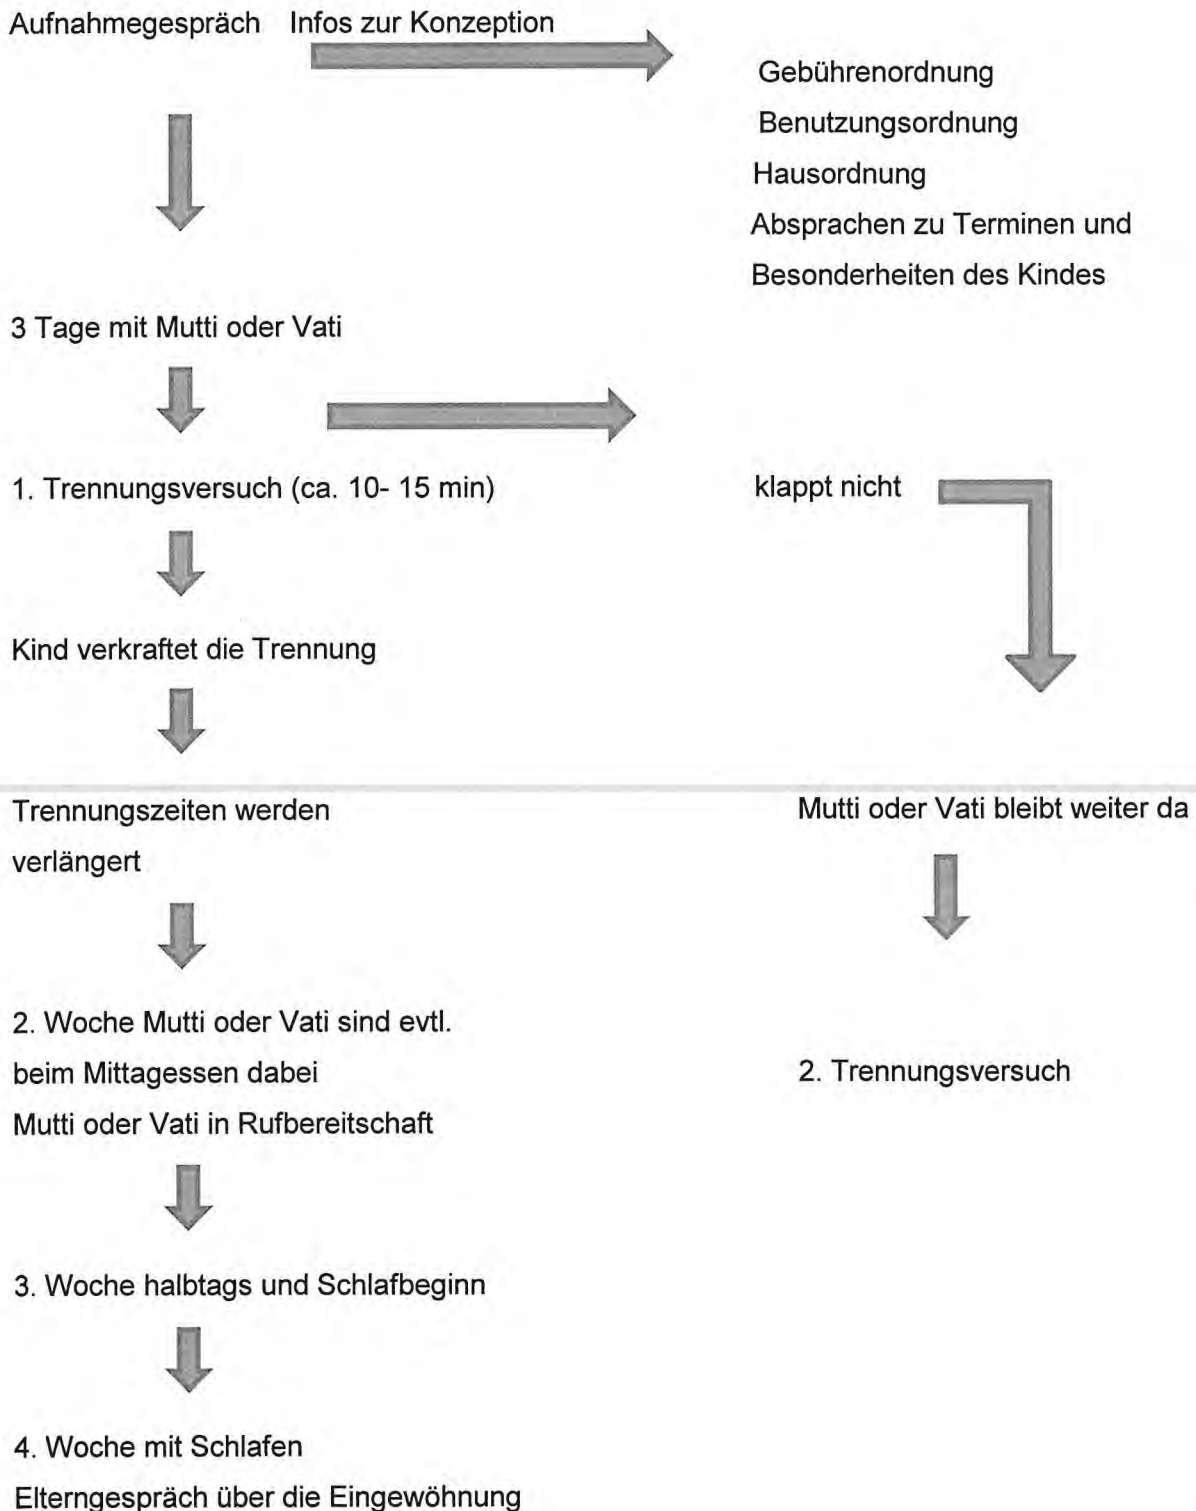 Aufnahmegespräch Infos zur Konzeption
Gebührenordnung
Benutzungsordnung
Hausordnung
Absprachen zu Terminen und
Besonderheiten des Kindes
3 Tage mit Mutti oder Vati
1. Trennungsversuch (ca. 10- 15 min)
klappt nicht
Kind verkraftet die Trennung
Trennungszeiten werden
verlängert
Mutti oder Vati bleibt weiter da
2. Woche Mutti oder Vati sind evtl.
beim Mittagessen dabei
Mutti oder Vati in Rufbereitschaft
2. Trennungsversuch
3. Woche halbtags und Schlafbeginn
4. Woche mit Schlafen
Elterngespräch über die Eingewöhnung